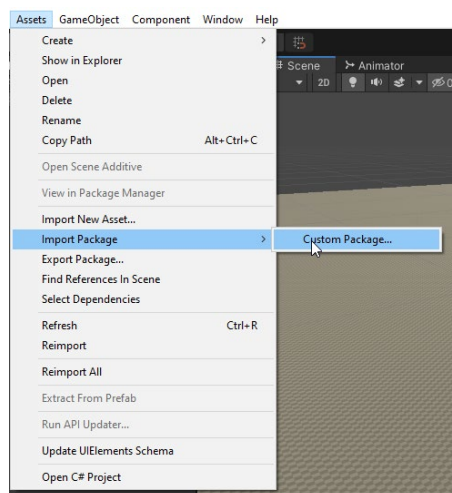 Assets GameObject Component Window Help
Create >
Show in Explorer
Scene Animator
Open
2D
Delete
Rename
Copy Path Alt+Ctrl+C
Open Scene Additive
View in Package Manager
Import New Asset...
Import Package > Custom Package...
Export Package...
Find References In Scene
Select Dependencies
Refresh Ctrl+R
Reimport
Reimport All
Extract From Prefab
Run API Updater...
Update UIElements Schema
Open C# Project